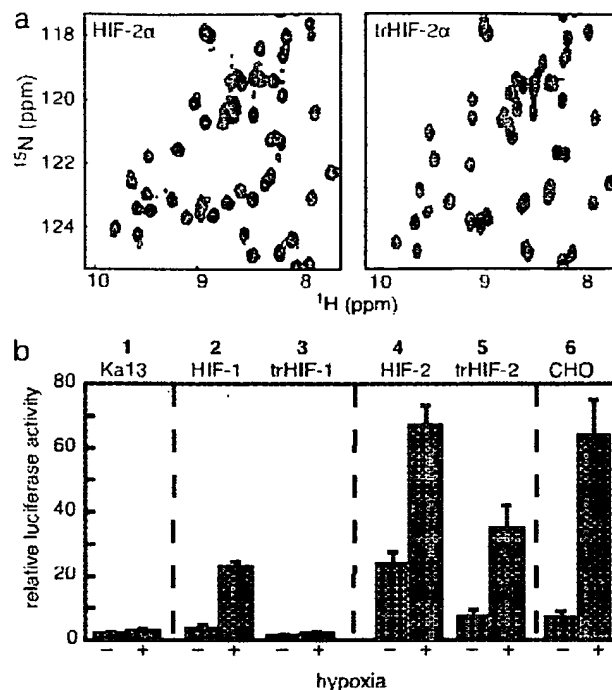 a
HIF-2α
trHIF-2α
118
120
122
124
¹⁵N (ppm)
10 9 8
10 9 8
¹H (ppm)
b
1 2 3 4 5 6
Ka13 HIF-1 trHIF-1 HIF-2 trHIF-2 CHO
80
60
40
20
0
relative luciferase activity
− + − + − + − + − + − +
hypoxia